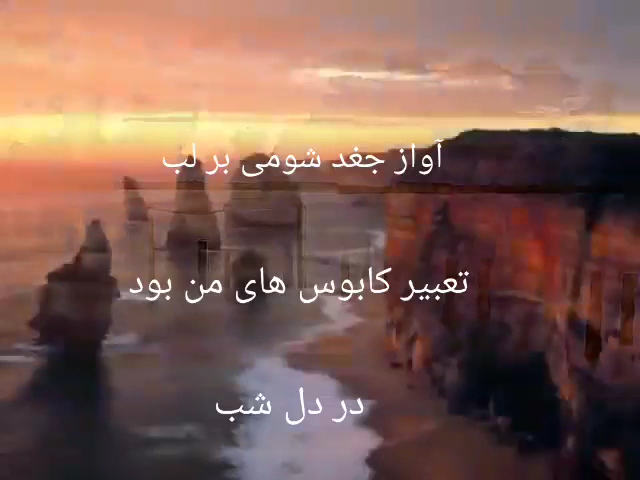 آواز جغد شومی بر لب
تعبیر کابوس های من بود
در دل شب